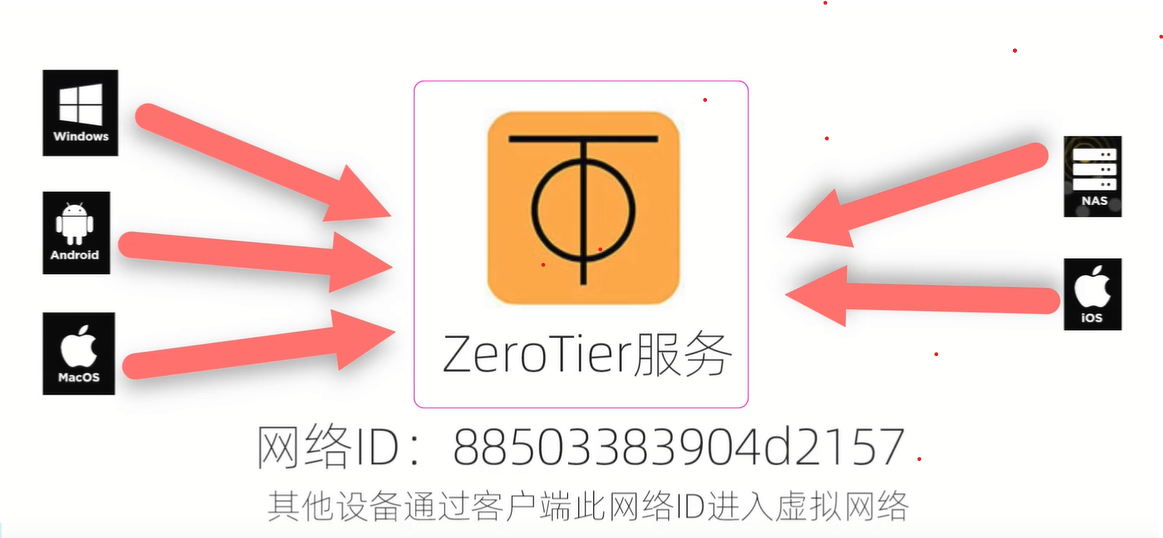 Windows
Android
MacOS
NAS
iOS
ZeroTier服务
网络ID：88503383904d2157
其他设备通过客户端此网络ID进入虚拟网络